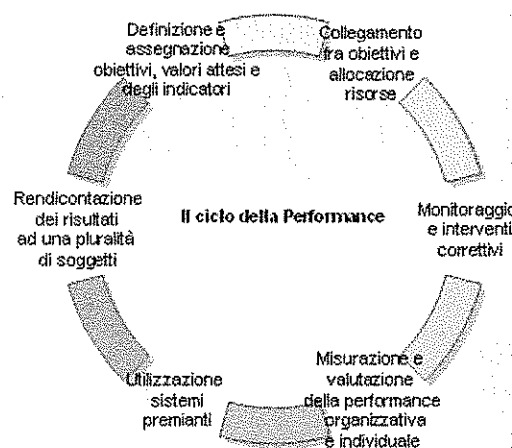 Definizione e
assegnazione
obiettivi, valori attesi e
degli indicatori
Collegamento
fra obiettivi e
allocazione
risorse
Il ciclo della Performance
Monitoraggio
e interventi
correttivi
Misurazione e
valutazione
della performance
organizzativa
e individuale
Utilizzazione
sistemi
premianti
Rendicontazione
dei risultati
ad una pluralità
di soggetti